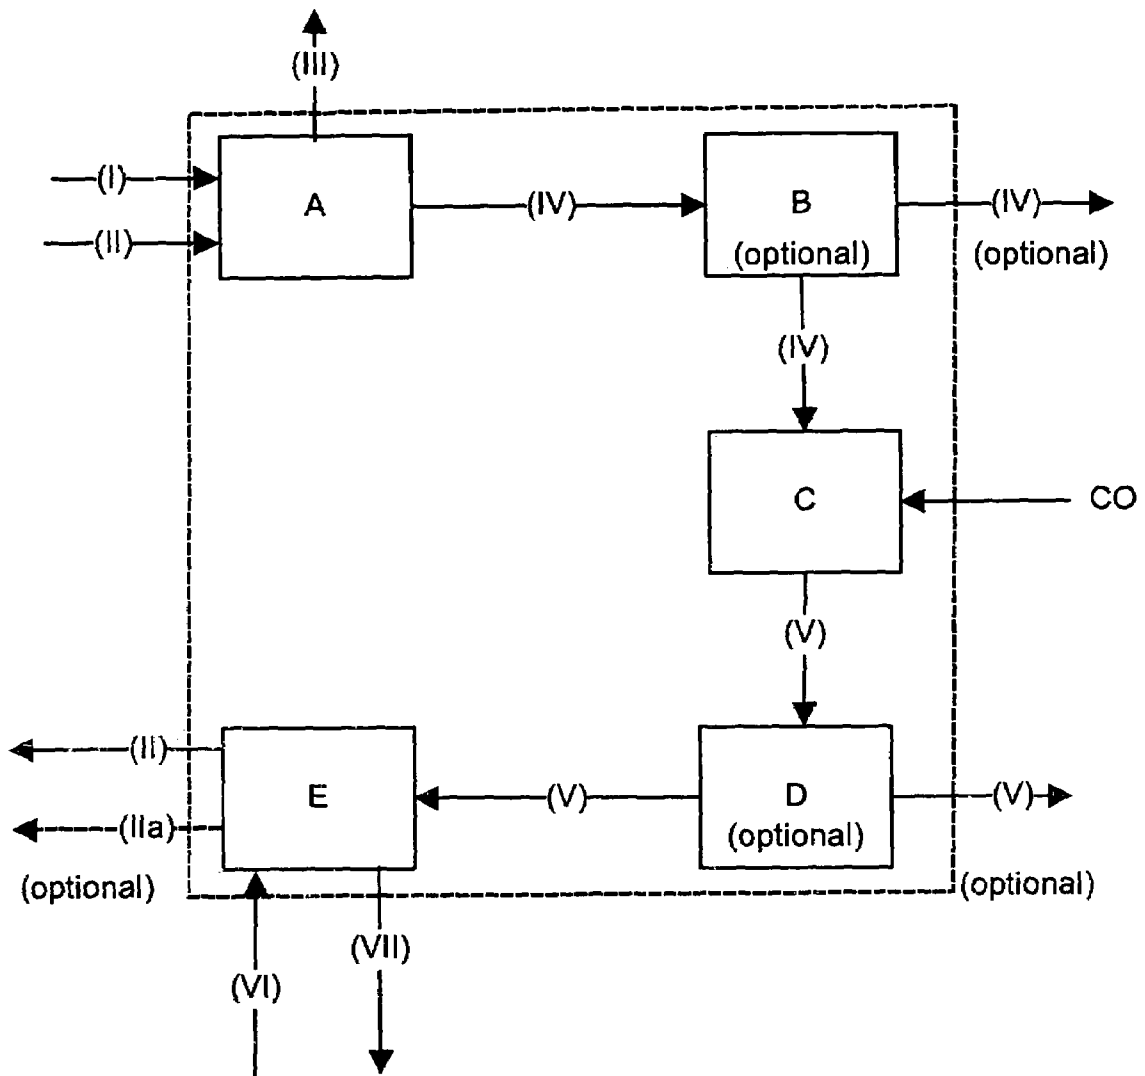 (III)
(I)
A
(IV)
B
(optional)
(IV)
(optional)
(II)
(IV)
C
CO
(V)
(II)
E
(V)
D
(optional)
(V)
(optional)
(IIa)
(optional)
(VII)
(VI)